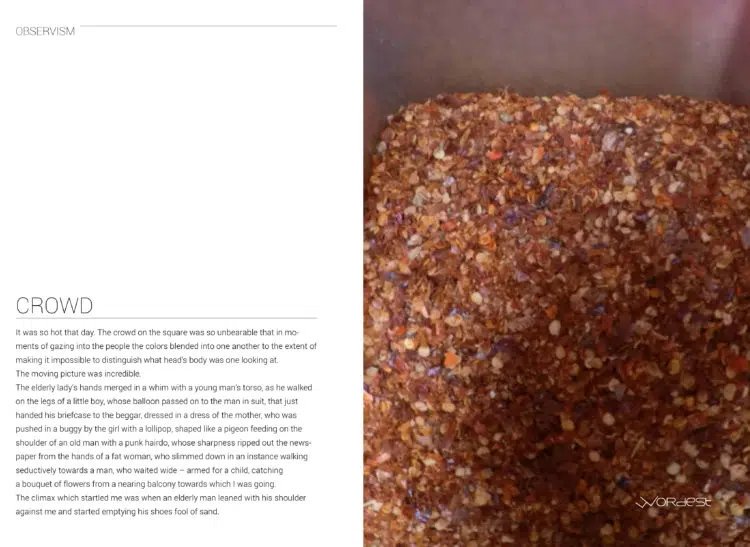 OBSERVISM
CROWD
It was so hot that day. The crowd on the square was so unbearable that in mo-
ments of gazing into the people the colors blended into one another to the extent of
making it impossible to distinguish what head's body was one looking at.
The moving picture was incredible.
The elderly lady's hands merged in a whim with a young man's torso, as he walked
on the legs of a little boy, whose balloon passed on to the man in suit, that just
handed his briefcase to the beggar, dressed in a dress of the mother, who was
pushed in a buggy by the girl with a lollipop, shaped like a pigeon feeding on the
shoulder of an old man with a punk hairdo, whose sharpness ripped out the news-
paper from the hands of a fat woman, who slimmed down in an instance walking
seductively towards a man, who waited wide – armed for a child, catching
a bouquet of flowers from a nearing balcony towards which I was going.
The climax which startled me was when an elderly man leaned with his shoulder
against me and started emptying his shoes fool of sand.
WORDEST